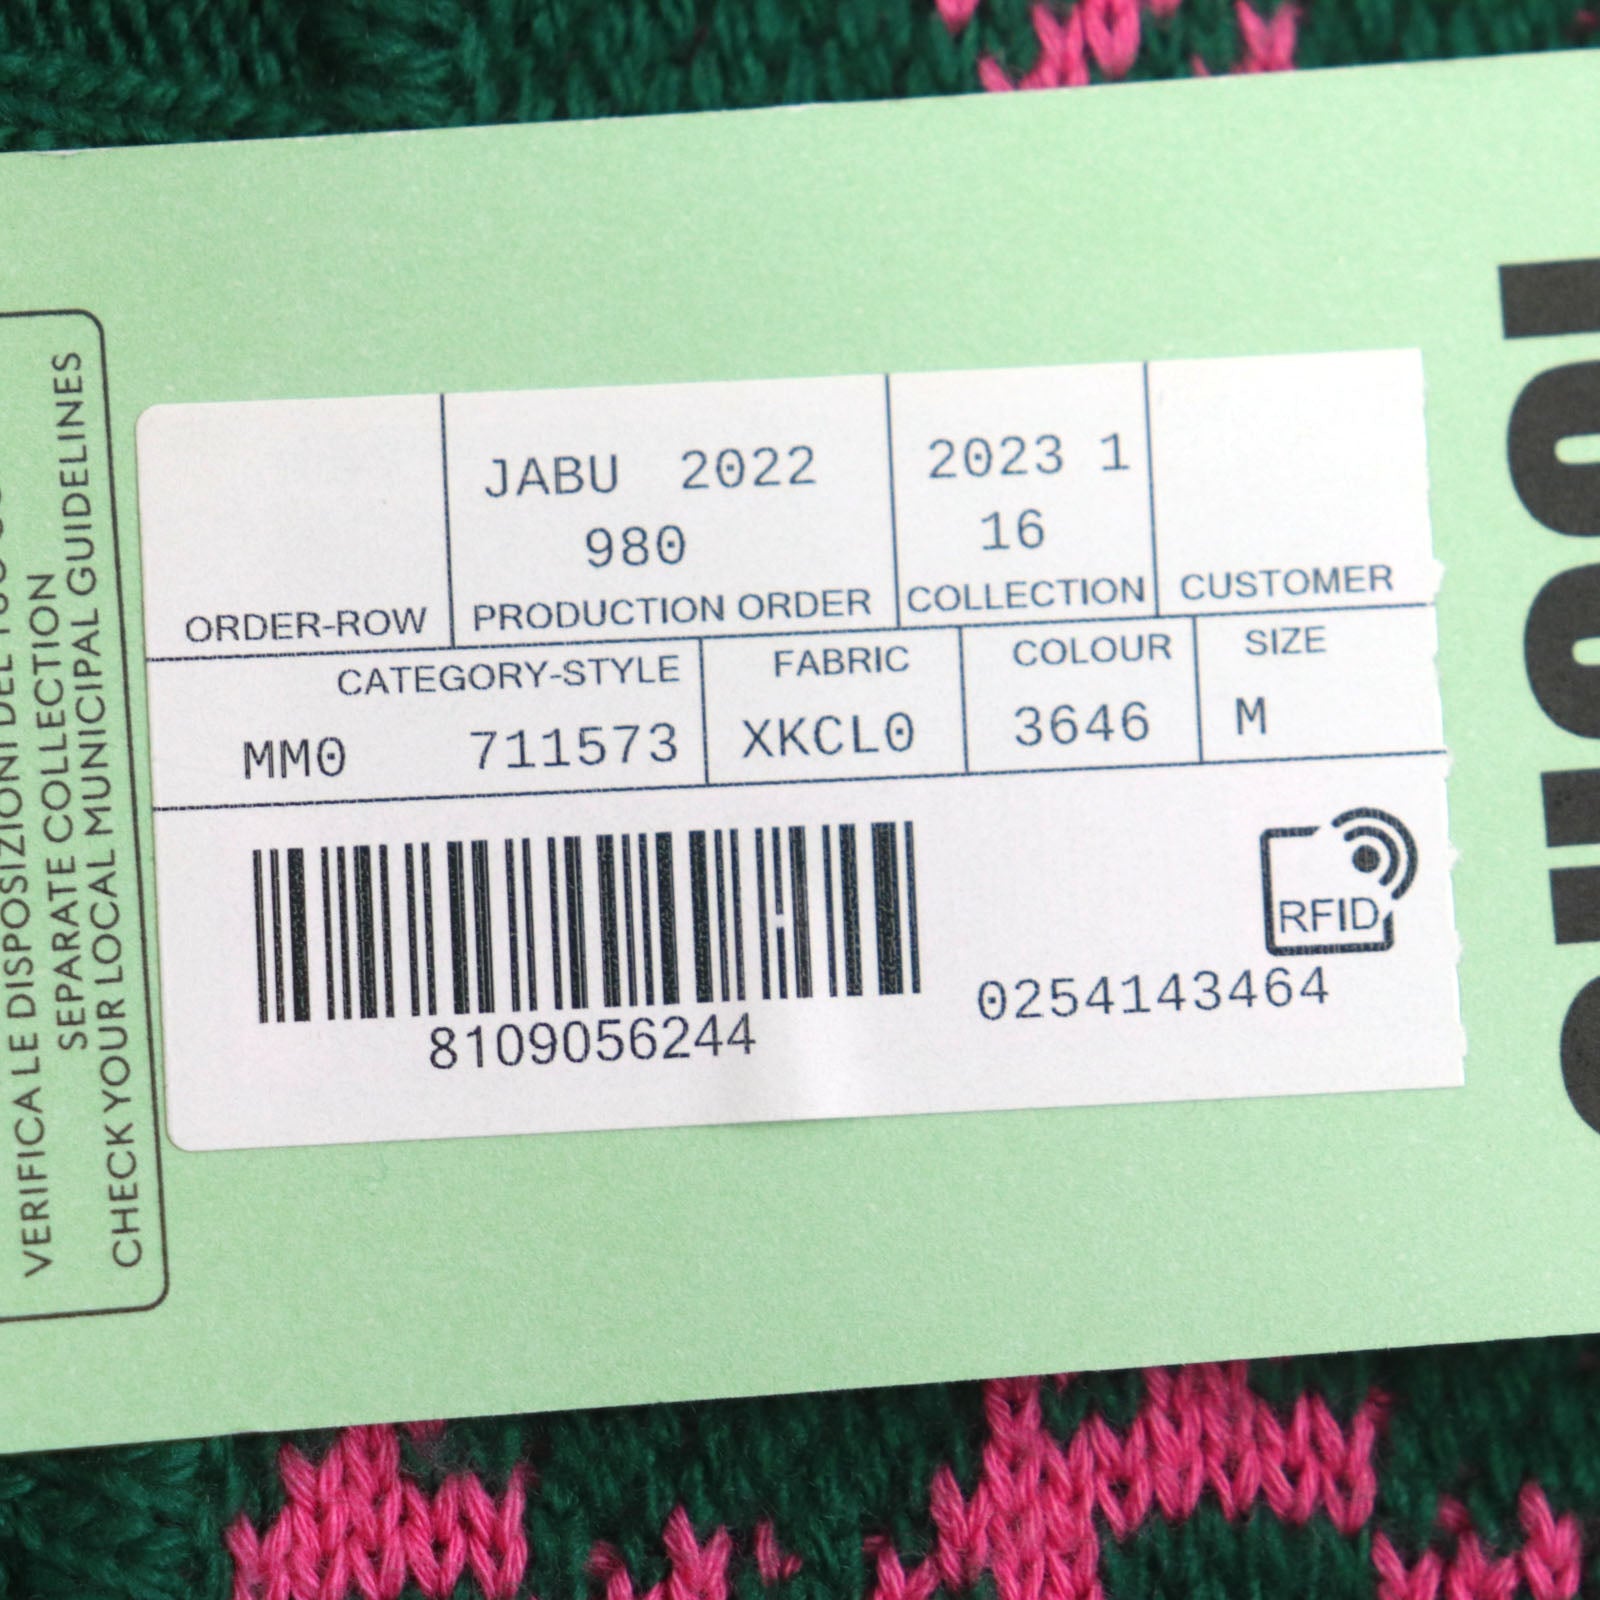 JABU 2022
980
2023 1
16
ORDER-ROW
PRODUCTION ORDER
COLLECTION
CUSTOMER
CATEGORY-STYLE
FABRIC
COLOUR
SIZE
MM0 711573
XKCL0
3646
M
RFID
8109056244
0254143464
VERIFICA LE DISPOSIZIONI DEL
SEPARATE COLLECTION
CHECK YOUR LOCAL MUNICIPAL GUIDELINES